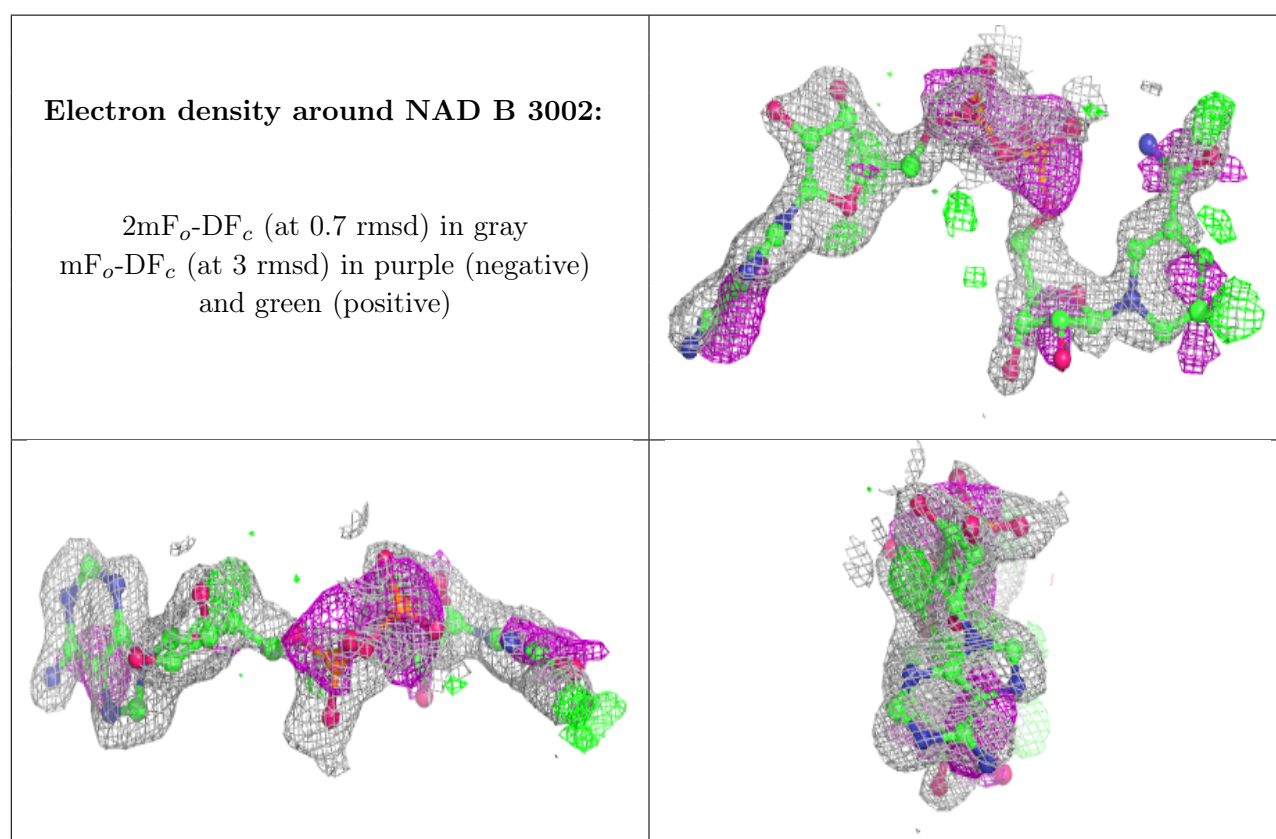 Electron density around NAD B 3002:
2mFo-DFc (at 0.7 rmsd) in gray
mFo-DFc (at 3 rmsd) in purple (negative)
and green (positive)